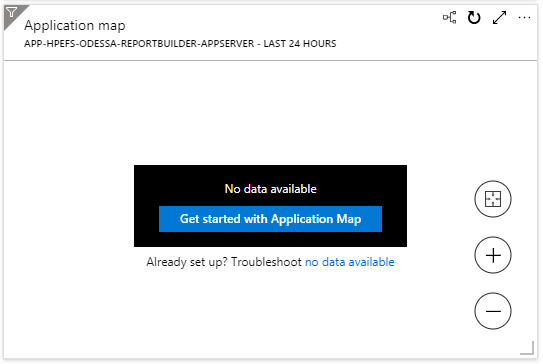 Application map
APP-HPEFS-ODESSA-REPORTBUILDER-APPSERVER - LAST 24 HOURS
No data available
Get started with Application Map
Already set up? Troubleshoot no data available